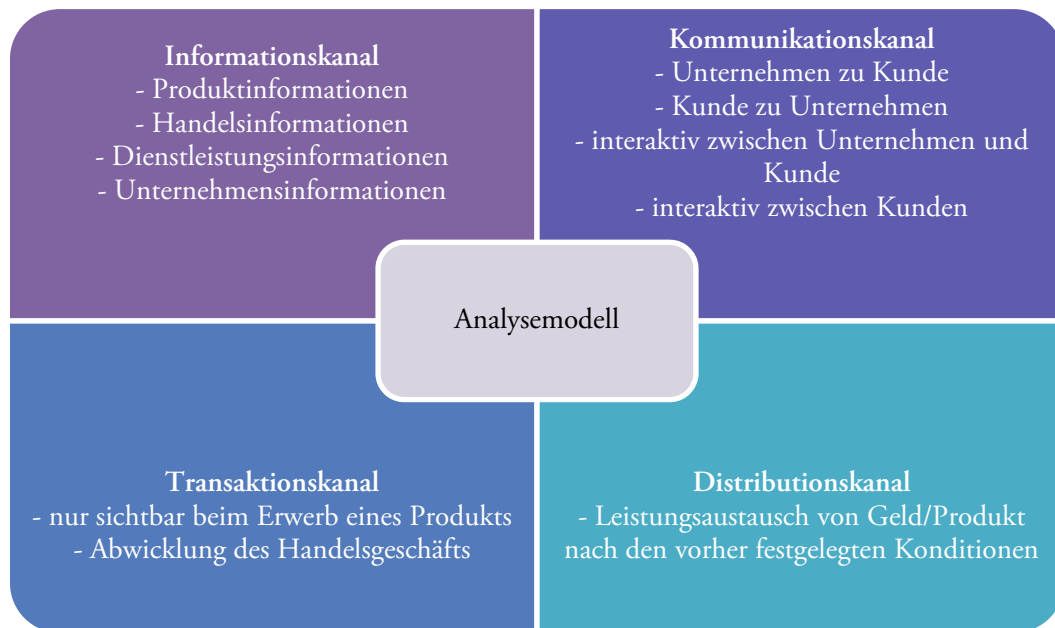 Informationskanal
- Produktinformationen
- Handelsinformationen
- Dienstleistungsinformationen
- Unternehmensinformationen
Kommunikationskanal
- Unternehmen zu Kunde
- Kunde zu Unternehmen
- interaktiv zwischen Unternehmen und
Kunde
- interaktiv zwischen Kunden
Analysemodell
Transaktionskanal
- nur sichtbar beim Erwerb eines Produkts
- Abwicklung des Handelsgeschäfts
Distributionskanal
- Leistungsaustausch von Geld/Produkt
nach den vorher festgelegten Konditionen